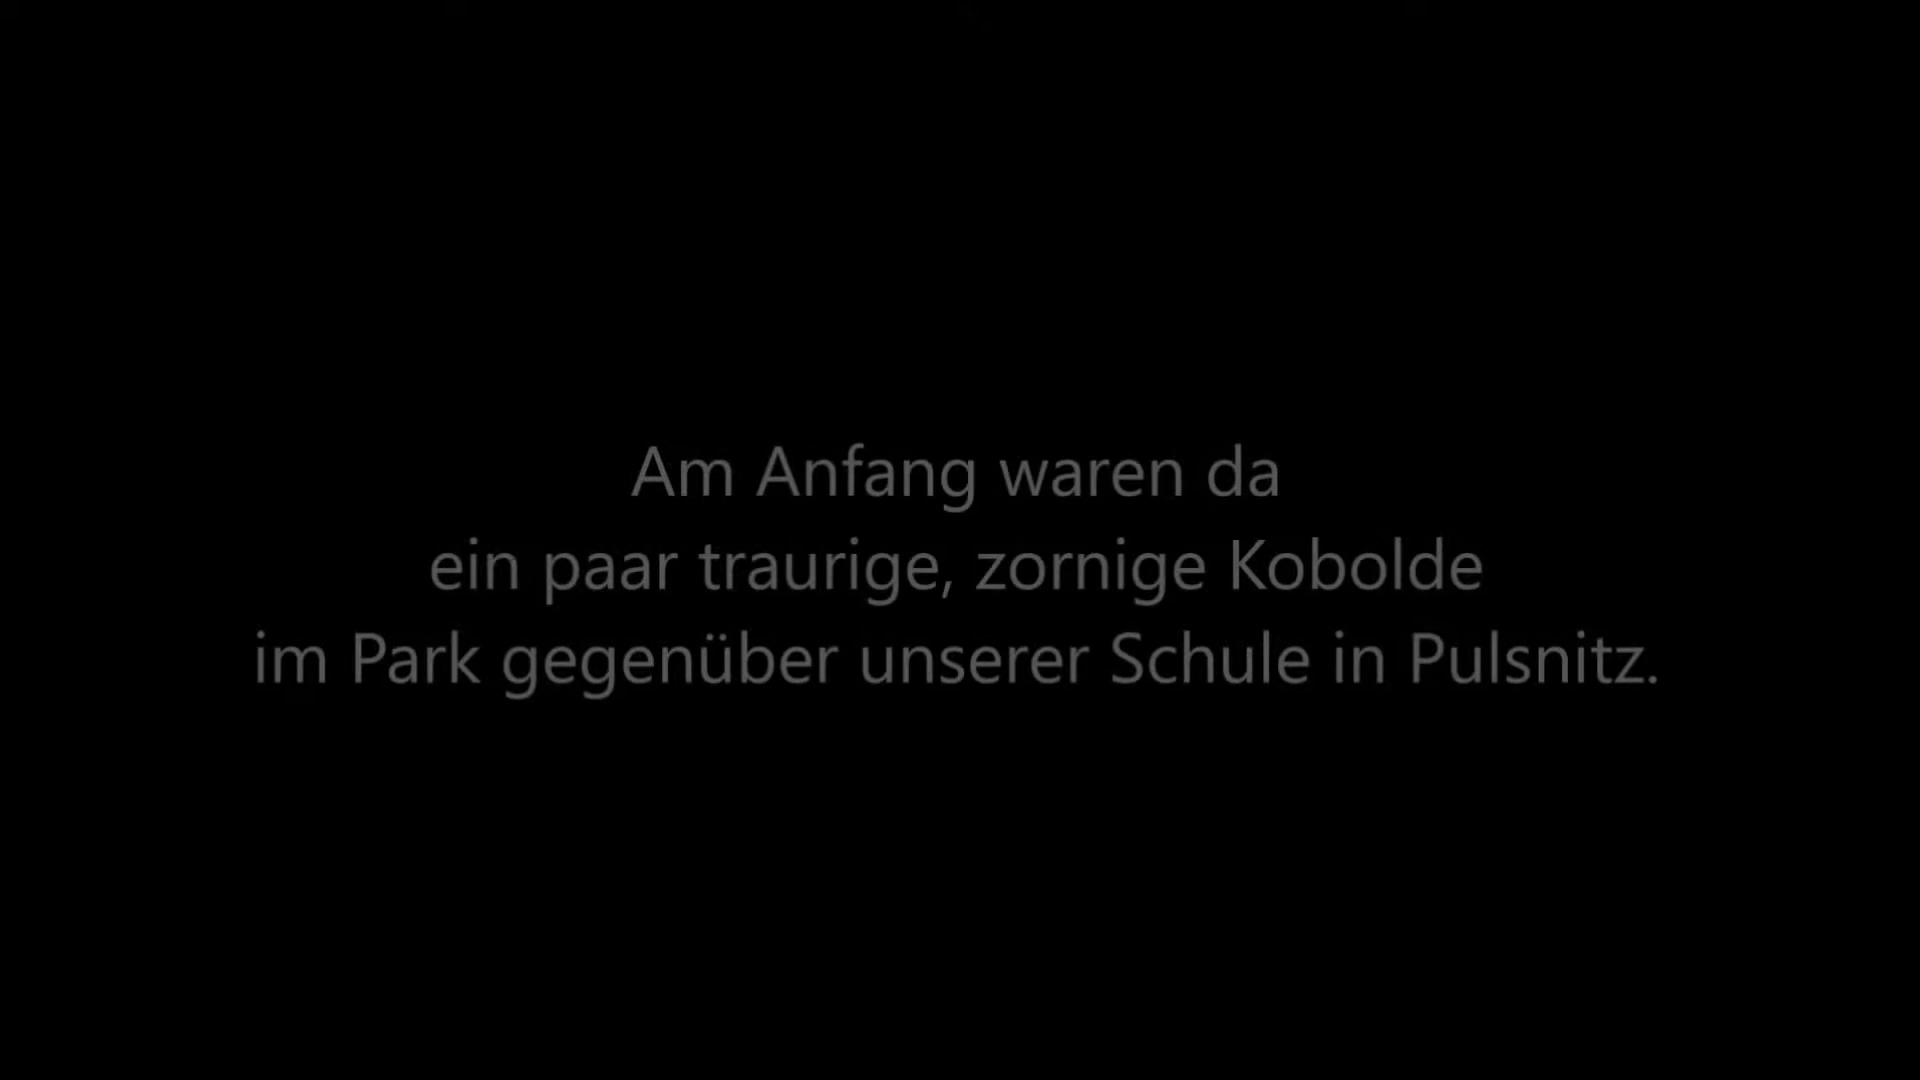 Am Anfang waren da
ein paar traurige, zornige Kobolde
im Park gegenüber unserer Schule in Pulsnitz.